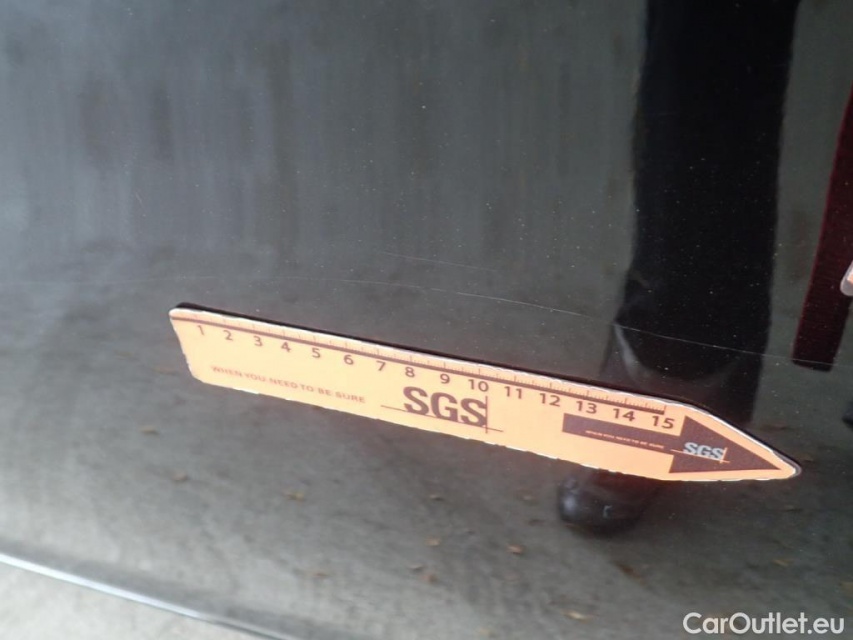 1 2 3 4 5 6 7 8 9 10 11 12 13 14 15
WHEN YOU NEED TO BE SURE
SGS
SGS
CarOutlet.eu